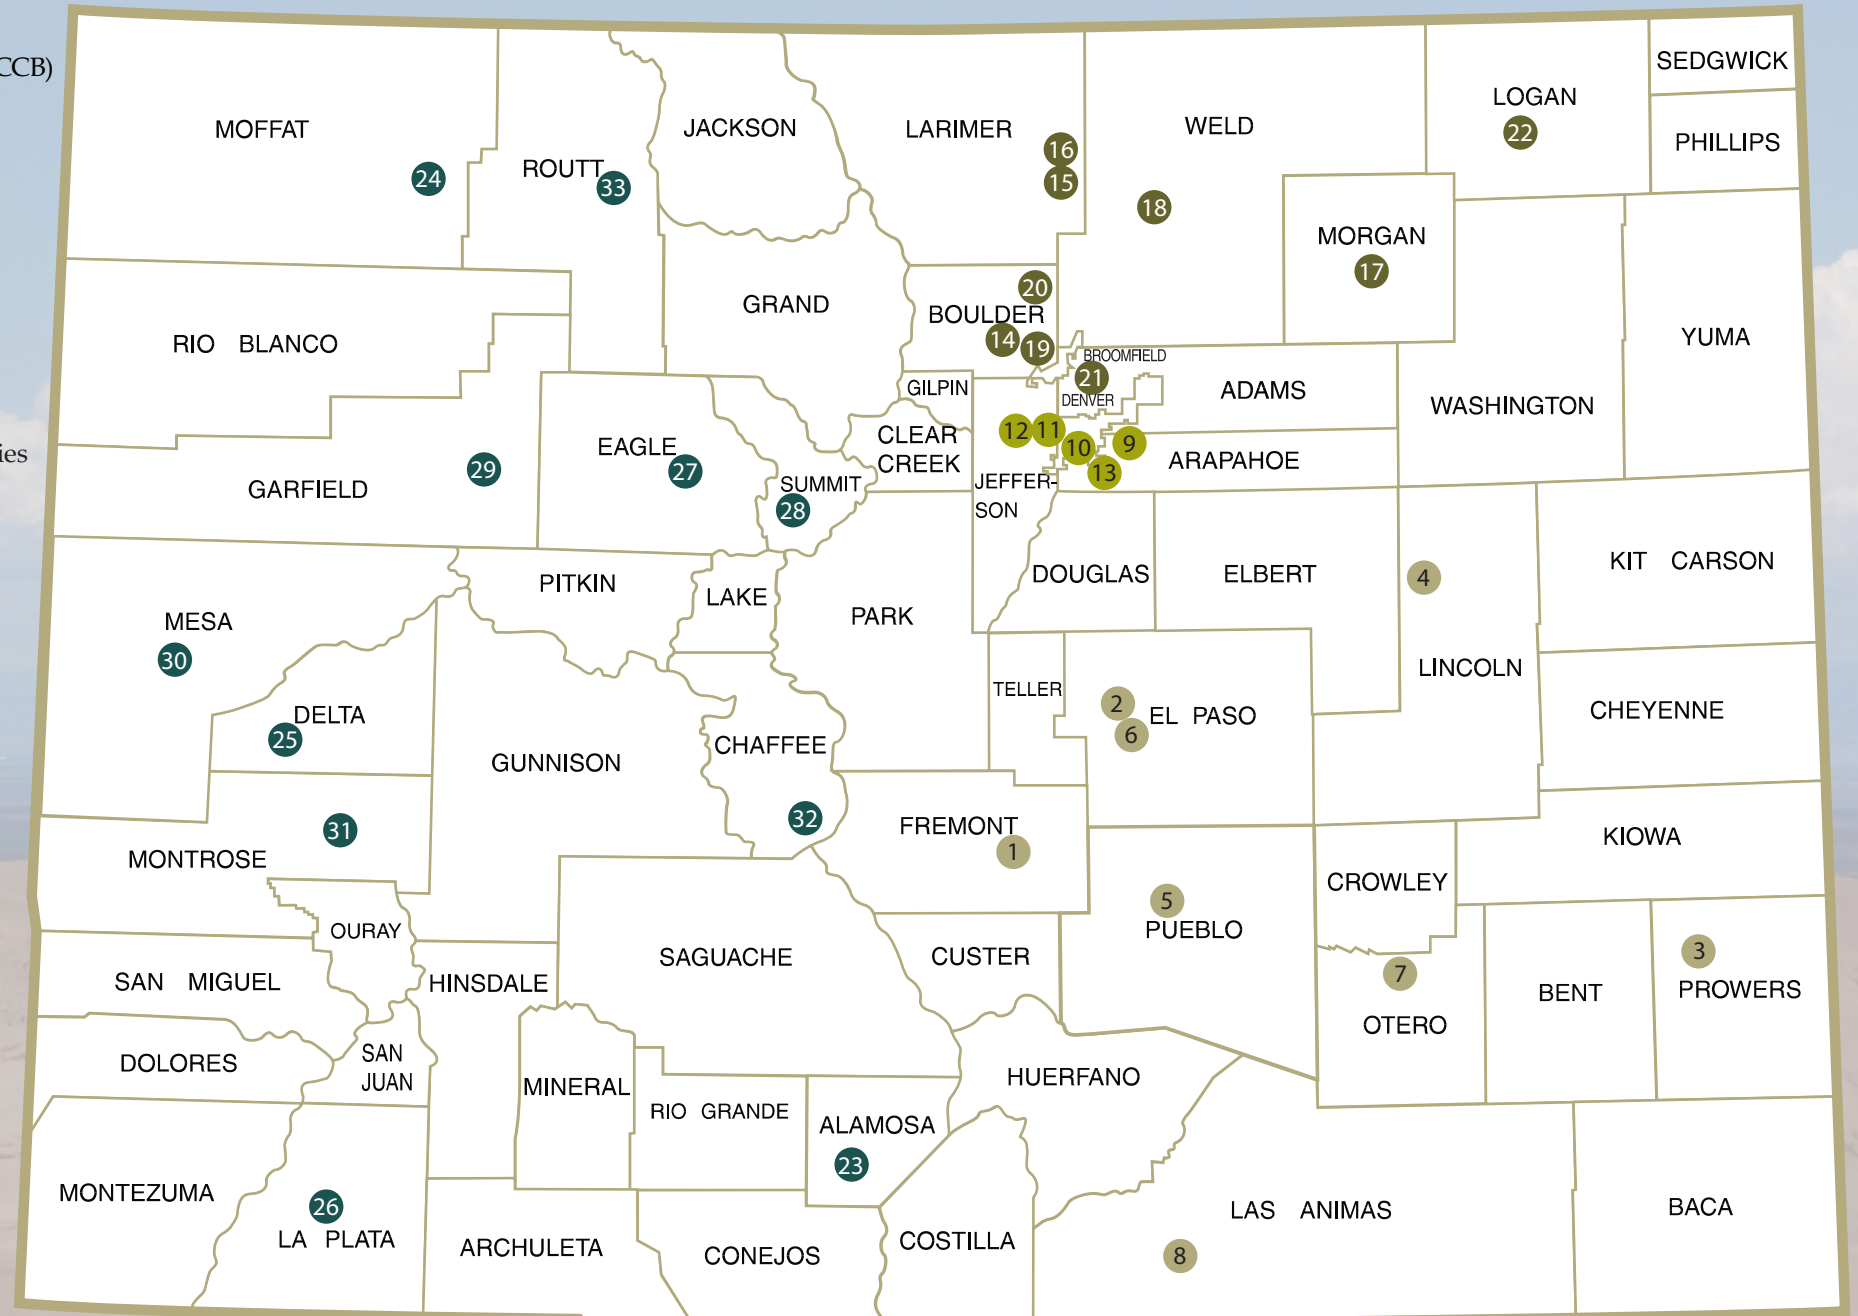 CCB)
ies
MOFFAT
24
ROUTT
33
JACKSON
LARIMER
16
15
WELD
18
LOGAN
22
SEDGWICK
PHILLIPS
MORGAN
17
RIO BLANCO
GRAND
20
BOULDER
14
19
BROOMFIELD
21
DENVER
ADAMS
WASHINGTON
YUMA
GILPIN
CLEAR
CREEK
12
11
10
9
13
ARAPAHOE
JEFFER-
SON
GARFIELD
29
EAGLE
27
SUMMIT
28
PITKIN
LAKE
PARK
DOUGLAS
ELBERT
4
LINCOLN
KIT CARSON
CHEYENNE
MESA
30
DELTA
25
GUNNISON
CHAFFEE
32
TELLER
2
EL PASO
6
31
MONTROSE
FREMONT
1
5
PUEBLO
CROWLEY
KIOWA
OURAY
SAN MIGUEL
HINSDALE
SAGUACHE
CUSTER
7
OTERO
BENT
3
PROWERS
DOLORES
SAN
JUAN
MINERAL
RIO GRANDE
ALAMOSA
23
HUERFANO
MONTEZUMA
26
LA PLATA
ARCHULETA
CONEJOS
COSTILLA
LAS ANIMAS
8
BACA